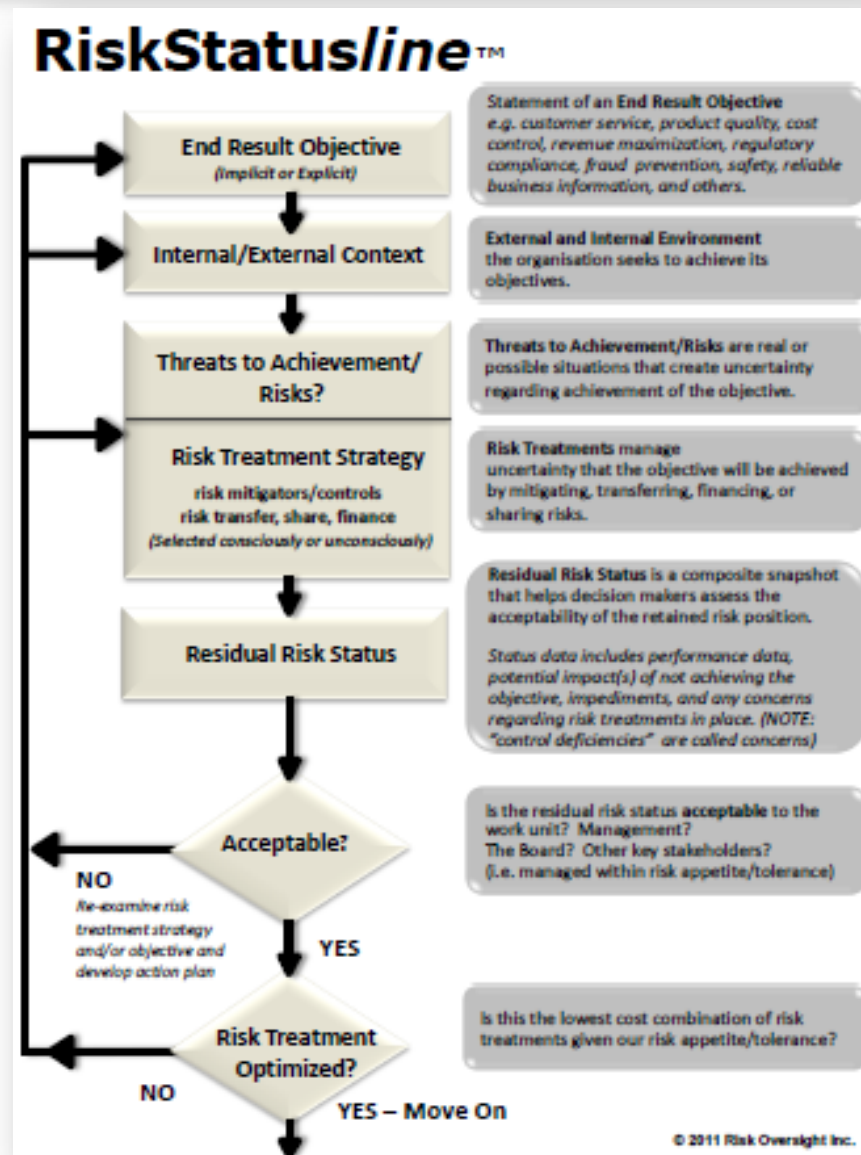 RiskStatusline™
End Result Objective
(Implicit or Explicit)
Statement of an End Result Objective
e.g. customer service, product quality, cost
control, revenue maximization, regulatory
compliance, fraud prevention, safety, reliable
business information, and others.
Internal/External Context
External and Internal Environment
the organisation seeks to achieve its
objectives.
Threats to Achievement/
Risks?
Threats to Achievement/Risks are real or
possible situations that create uncertainty
regarding achievement of the objective.
Risk Treatment Strategy
risk mitigators/controls
risk transfer, share, finance
(Selected consciously or unconsciously)
Risk Treatments manage
uncertainty that the objective will be achieved
by mitigating, transferring, financing, or
sharing risks.
Residual Risk Status
Residual Risk Status is a composite snapshot
that helps decision makers assess the
acceptability of the retained risk position.
Status data includes performance data,
potential impact(s) of not achieving the
objective, impediments, and any concerns
regarding risk treatments in place. (NOTE:
"control deficiencies" are called concerns)
Acceptable?
Is the residual risk status acceptable to the
work unit? Management?
The Board? Other key stakeholders?
(i.e. managed within risk appetite/tolerance)
NO
Re-examine risk
treatment strategy
and/or objective and
develop action plan
YES
Risk Treatment
Optimized?
Is this the lowest cost combination of risk
treatments given our risk appetite/tolerance?
NO
YES – Move On
© 2011 Risk Oversight Inc.